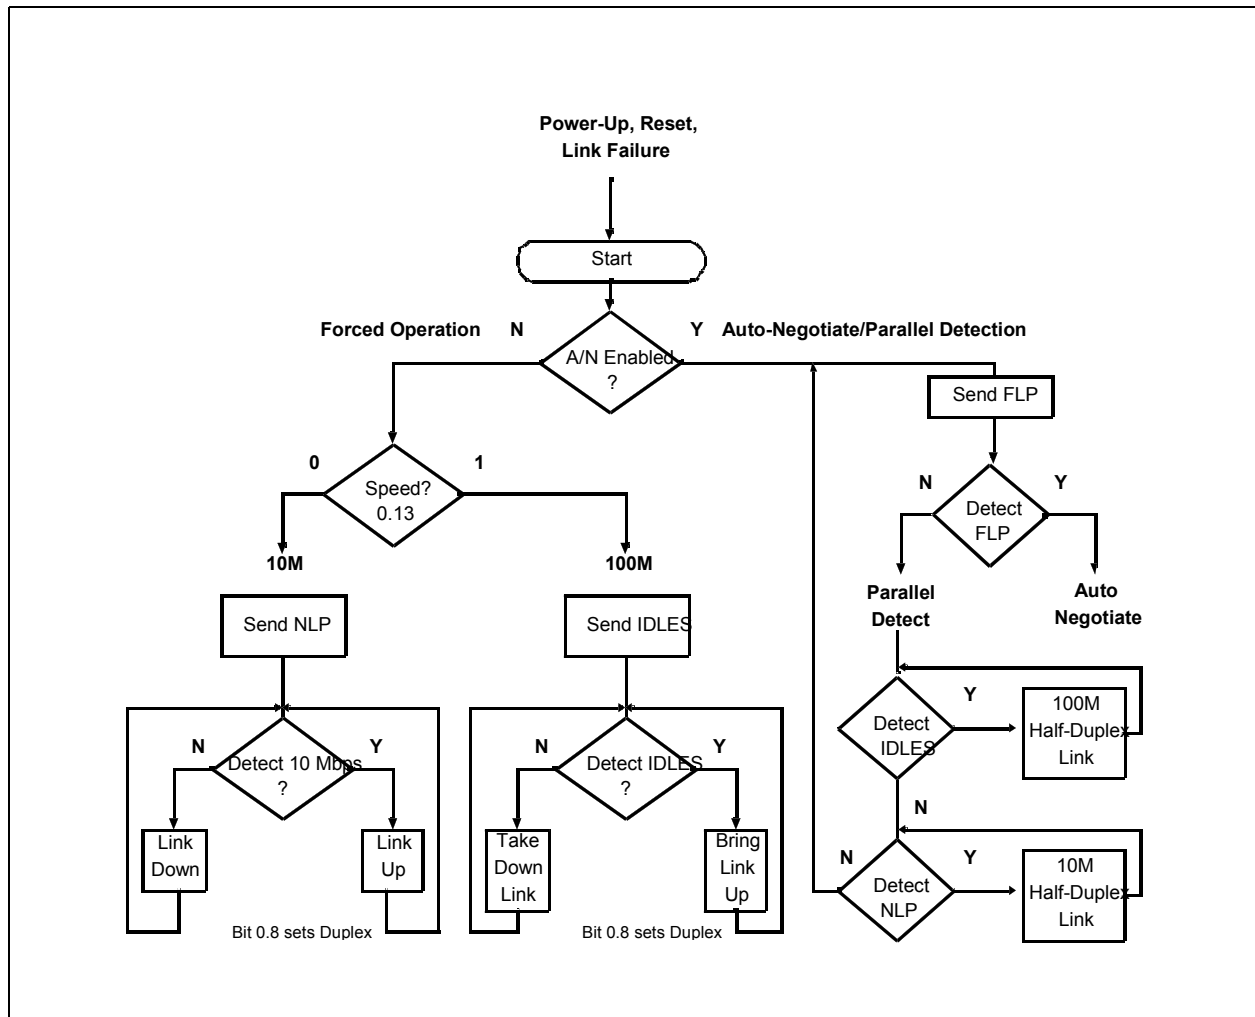 Power-Up, Reset,
Link Failure
Start
Forced Operation N
Y Auto-Negotiate/Parallel Detection
A/N Enabled
?
Send FLP
0
1
Speed?
0.13
N
Y
Detect
FLP
10M
100M
Parallel
Detect
Auto
Negotiate
Send NLP
Send IDLES
N
Y
Detect 10 Mbps
?
N
Y
Detect IDLES
?
Detect
IDLES
Y
100M
Half-Duplex
Link
N
Link
Down
Link
Up
Take
Down
Link
Bring
Link
Up
N
Y
Detect
NLP
10M
Half-Duplex
Link
Bit 0.8 sets Duplex
Bit 0.8 sets Duplex